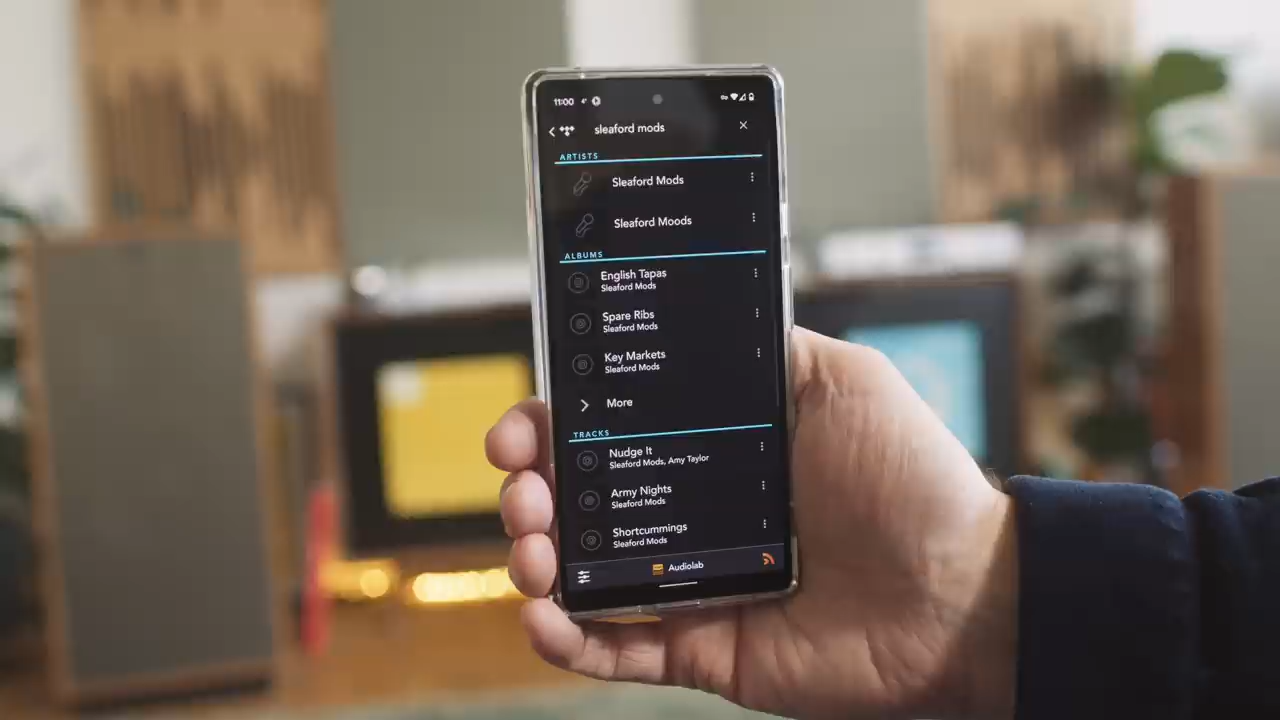 11:00 4°
sleaford mods
ARTISTS
Sleaford Mods
Sleaford Moods
ALBUMS
English Tapas
Sleaford Mods
Spare Ribs
Sleaford Mods
Key Markets
Sleaford Mods
More
TRACKS
Nudge It
Sleaford Mods, Amy Taylor
Army Nights
Sleaford Mods
Shortcummings
Sleaford Mods
Audiolab